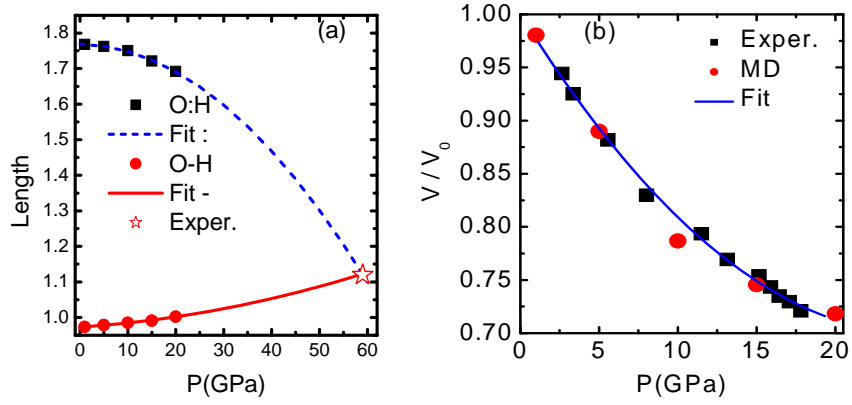 (a)
1.8
1.7
1.6
1.5
1.4
1.3
1.2
1.1
1.0
Length
O:H
Fit :
O-H
Fit -
Exper.
0 10 20 30 40 50 60
P(GPa)
(b)
1.00
0.95
0.90
0.85
0.80
0.75
0.70
V / V0
Exper.
MD
Fit
0 5 10 15 20
P(GPa)